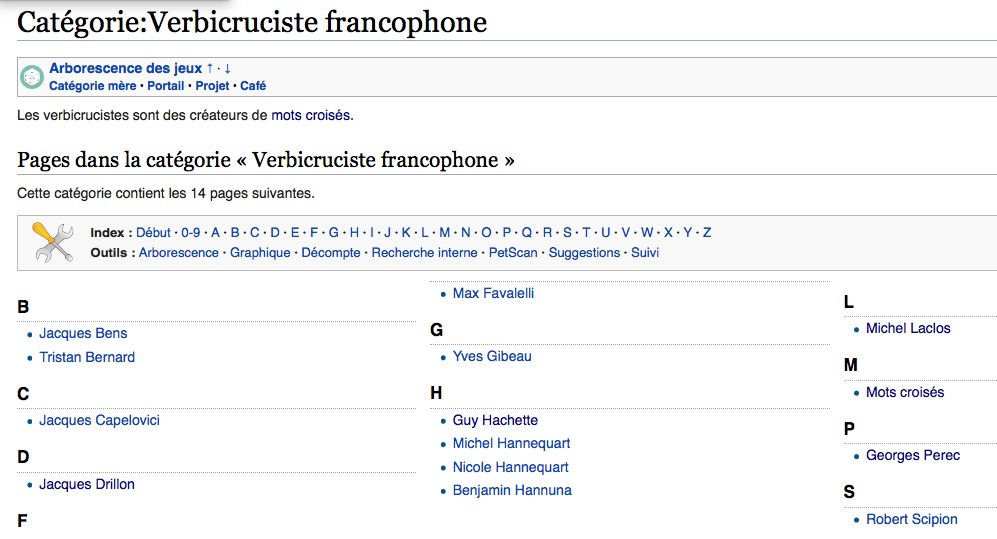 Catégorie:Verbicruciste francophone
Arborescence des jeux ↑ · ↓
Catégorie mère · Portail · Projet · Café
Les verbicrucistes sont des créateurs de mots croisés.
Pages dans la catégorie « Verbicruciste francophone »
Cette catégorie contient les 14 pages suivantes.
Index : Début · 0-9 · A · B · C · D · E · F · G · H · I · J · K · L · M · N · O · P · Q · R · S · T · U · V · W · X · Y · Z
Outils : Arborescence · Graphique · Décompte · Recherche interne · PetScan · Suggestions · Suivi
B
• Jacques Bens
• Tristan Bernard
C
• Jacques Capelovici
D
• Jacques Drillon
F
• Max Favalelli
G
• Yves Gibeau
H
• Guy Hachette
• Michel Hannequart
• Nicole Hannequart
• Benjamin Hannuna
L
• Michel Laclos
M
• Mots croisés
P
• Georges Perec
S
• Robert Scipion